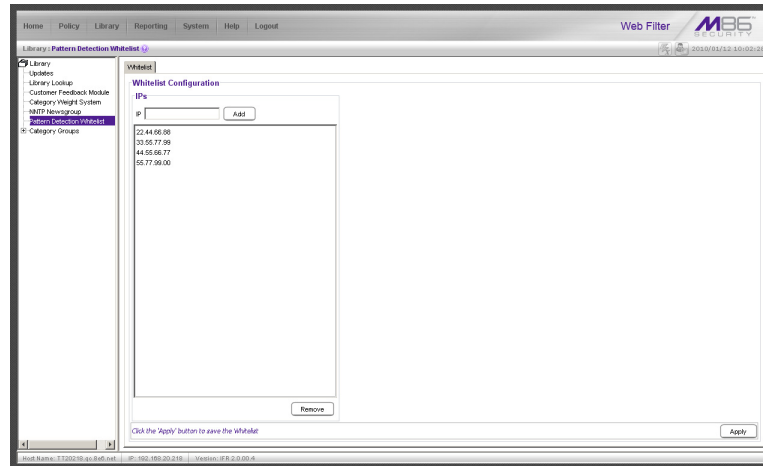 Home Policy Library Reporting System Help Logout
Web Filter
M86 SECURITY
Library : Pattern Detection Whitelist
2010/01/12 10:02:28
Library
Updates
Library Lookup
Customer Feedback Module
Category Weight System
NNTP Newsgroup
Pattern Detection Whitelist
Category Groups
Whitelist
Whitelist Configuration
IPs
IP
Add
22.44.66.88
33.55.77.99
44.55.66.77
55.77.99.00
Remove
Click the 'Apply' button to save the Whitelist
Apply
Host Name: TT20218.qc.8e6.net IP: 192.168.20.218 Version: IFR 2.0.00.4